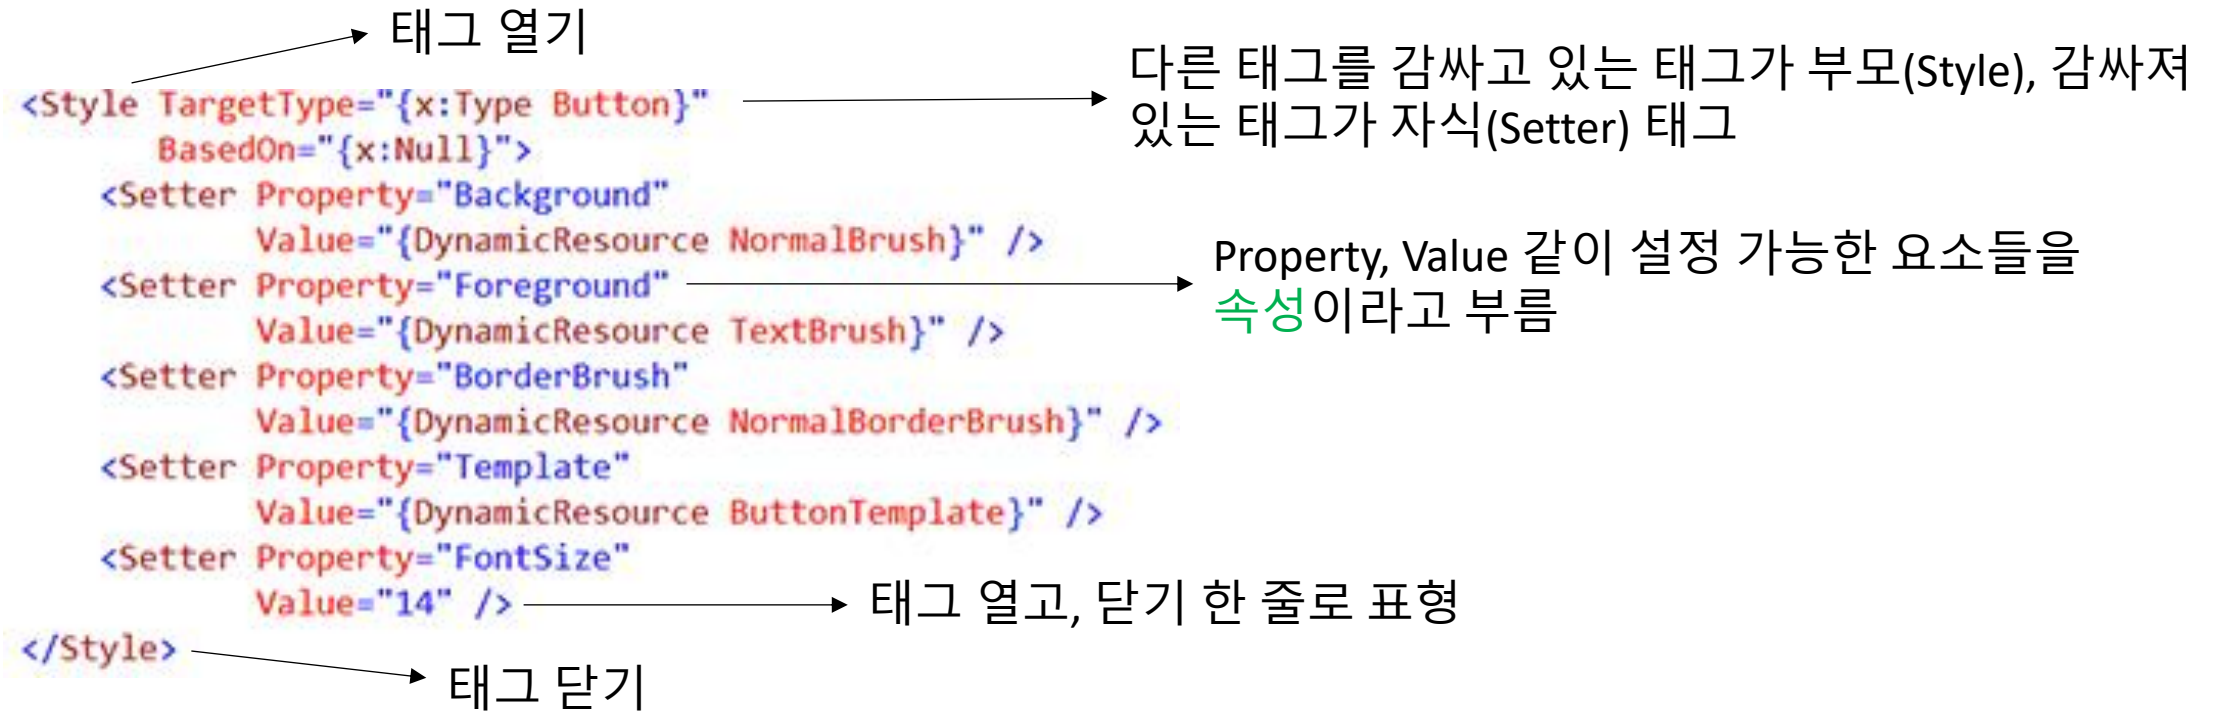 태그 열기
다른 태그를 감싸고 있는 태그가 부모(Style), 감싸져
있는 태그가 자식(Setter) 태그
<Style TargetType="{x:Type Button}"
BasedOn="{x:Null}">
<Setter Property="Background"
Value="{DynamicResource NormalBrush}" />
<Setter Property="Foreground"
Value="{DynamicResource TextBrush}" />
<Setter Property="BorderBrush"
Value="{DynamicResource NormalBorderBrush}" />
<Setter Property="Template"
Value="{DynamicResource ButtonTemplate}" />
<Setter Property="FontSize"
Value="14" />
</Style>
Property, Value 같이 설정 가능한 요소들을
속성이라고 부름
태그 열고, 닫기 한 줄로 표형
태그 닫기